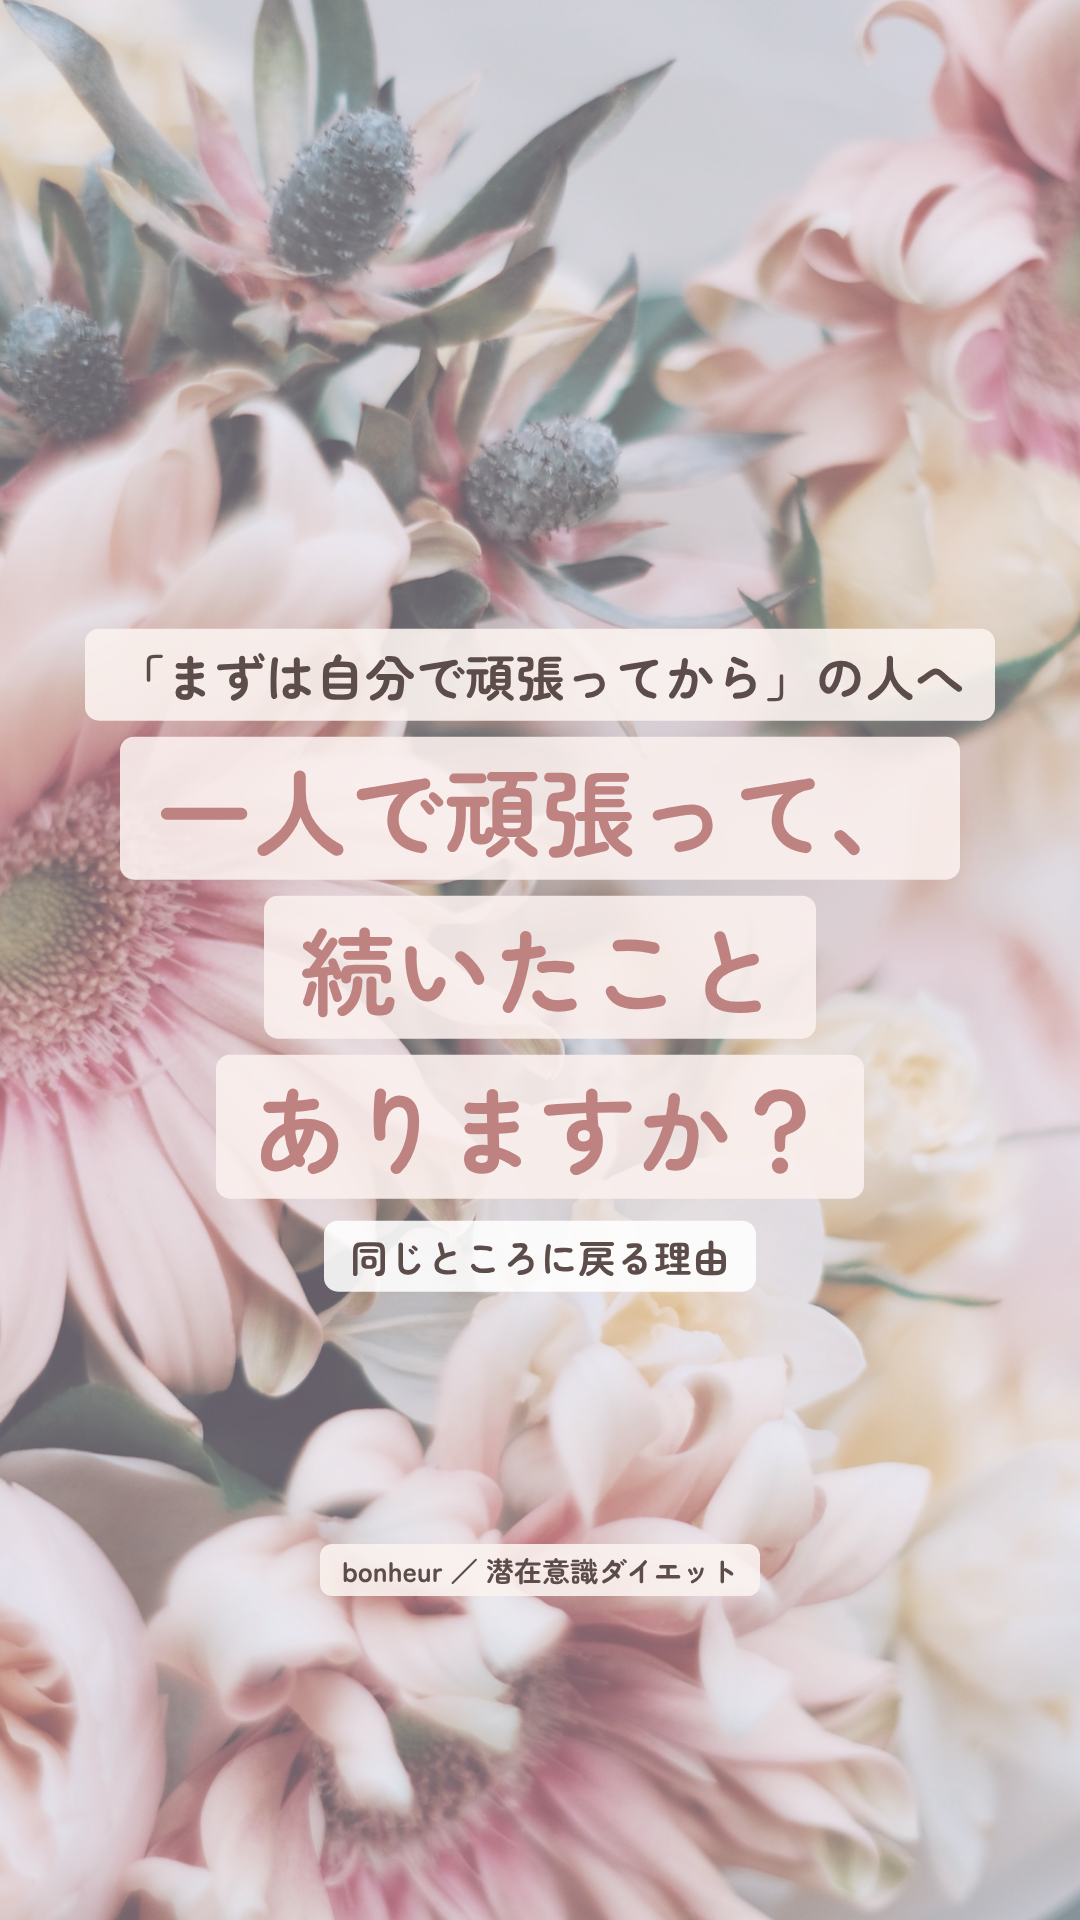 「まずは自分で頑張ってから」の人へ
一人で頑張って、
続いたこと
ありますか？
同じところに戻る理由
bonheur ／ 潜在意識ダイエット